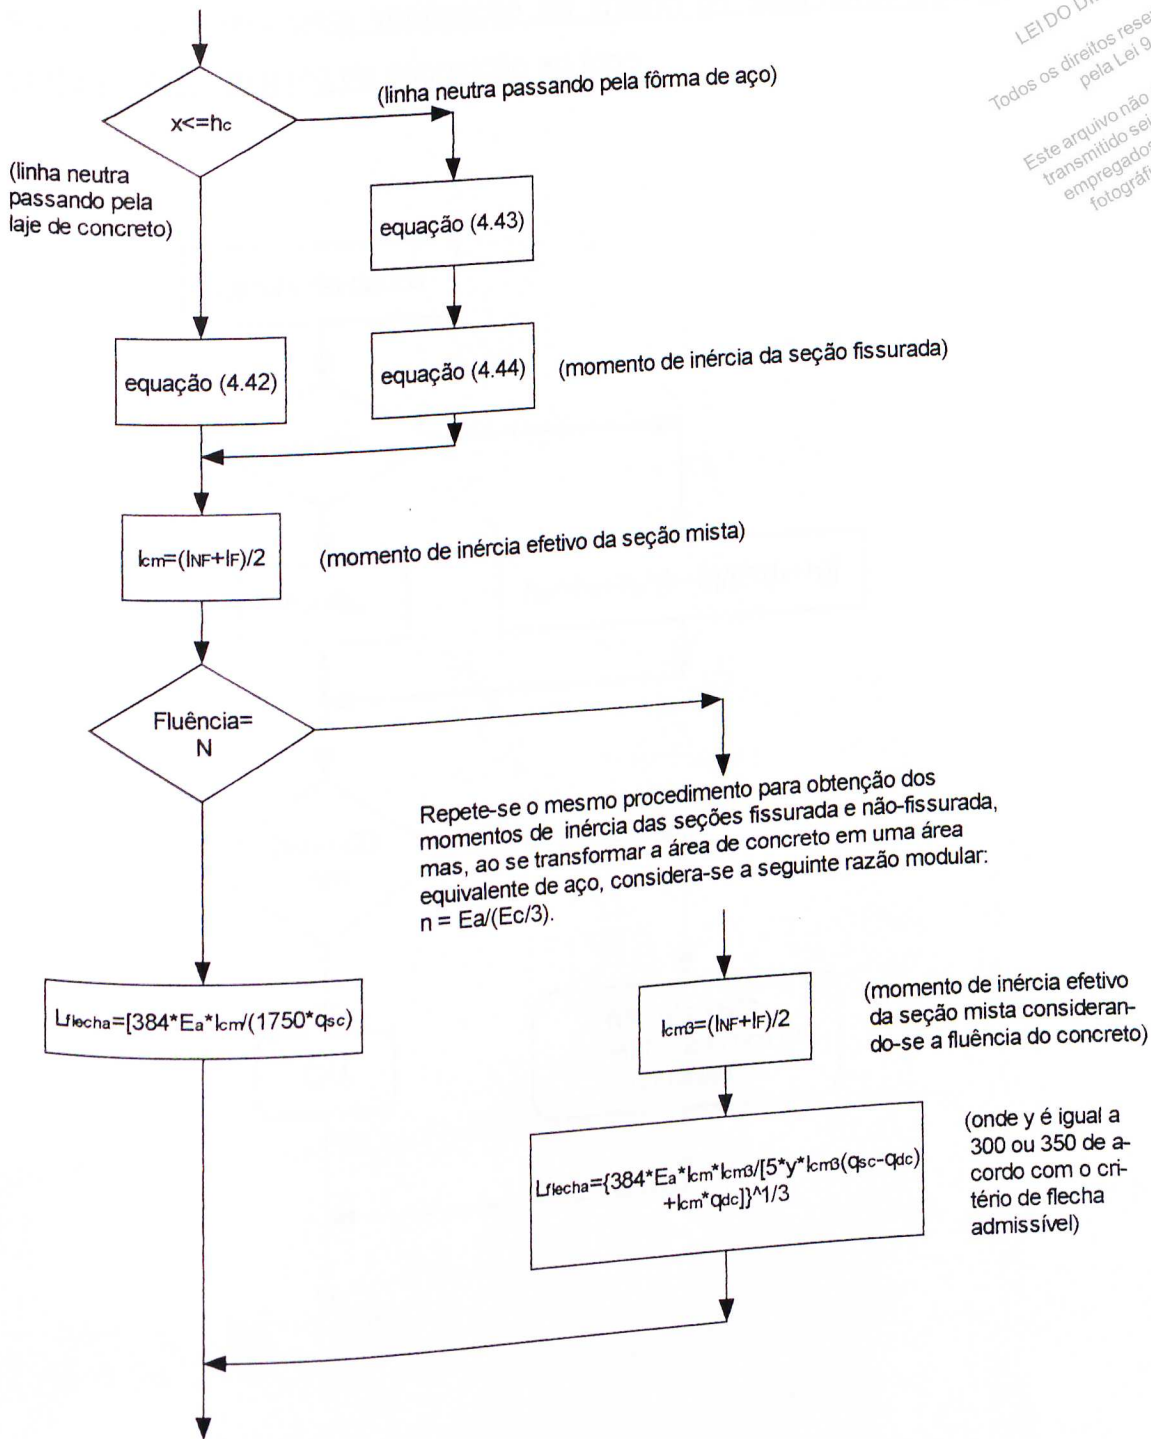 LEI DO
Todos os direitos
pela Lei 9
Este arquivo não
transmitido
empregados
x<=hc
(linha neutra passando pela fôrma de aço)
(linha neutra
passando pela
laje de concreto)
equação (4.43)
equação (4.42)
equação (4.44)
(momento de inércia da seção fissurada)
Icm=(INF+IF)/2
(momento de inércia efetivo da seção mista)
Fluência=
N
Repete-se o mesmo procedimento para obtenção dos
momentos de inércia das seções fissurada e não-fissurada,
mas, ao se transformar a área de concreto em uma área
equivalente de aço, considera-se a seguinte razão modular:
n = Ea/(Ec/3).
Lflecha=[384*Ea*Icm/(1750*qsc)
Icm3=(INF+IF)/2
(momento de inércia efetivo
da seção mista consideran-
do-se a fluência do concreto)
Lflecha={384*Ea*Icm*Icm3/[5*y*Icm3(qsc-qdc)
+Icm*qdc]}^1/3
(onde y é igual a
300 ou 350 de a-
cordo com o cri-
tério de flecha
admissível)